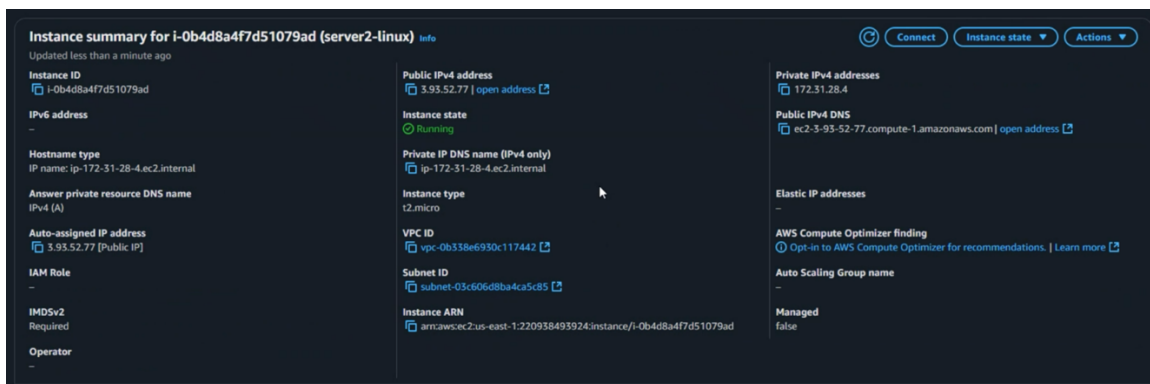 Instance summary for i-0b4d8a4f7d51079ad (server2-linux) Info
Connect
Instance state
Actions
Updated less than a minute ago
Instance ID
i-0b4d8a4f7d51079ad
Public IPv4 address
3.93.52.77 | open address
Private IPv4 addresses
172.31.28.4
IPv6 address
–
Instance state
Running
Public IPv4 DNS
ec2-3-93-52-77.compute-1.amazonaws.com | open address
Hostname type
IP name: ip-172-31-28-4.ec2.internal
Private IP DNS name (IPv4 only)
ip-172-31-28-4.ec2.internal
Answer private resource DNS name
IPv4 (A)
Instance type
t2.micro
Elastic IP addresses
–
Auto-assigned IP address
3.93.52.77 [Public IP]
VPC ID
vpc-0b338e6930c117442
AWS Compute Optimizer finding
Opt-in to AWS Compute Optimizer for recommendations. | Learn more
IAM Role
–
Subnet ID
subnet-03c606d8ba4ca5c85
Auto Scaling Group name
–
IMDSv2
Required
Instance ARN
arn:aws:ec2:us-east-1:220938493924:instance/i-0b4d8a4f7d51079ad
Managed
false
Operator
–